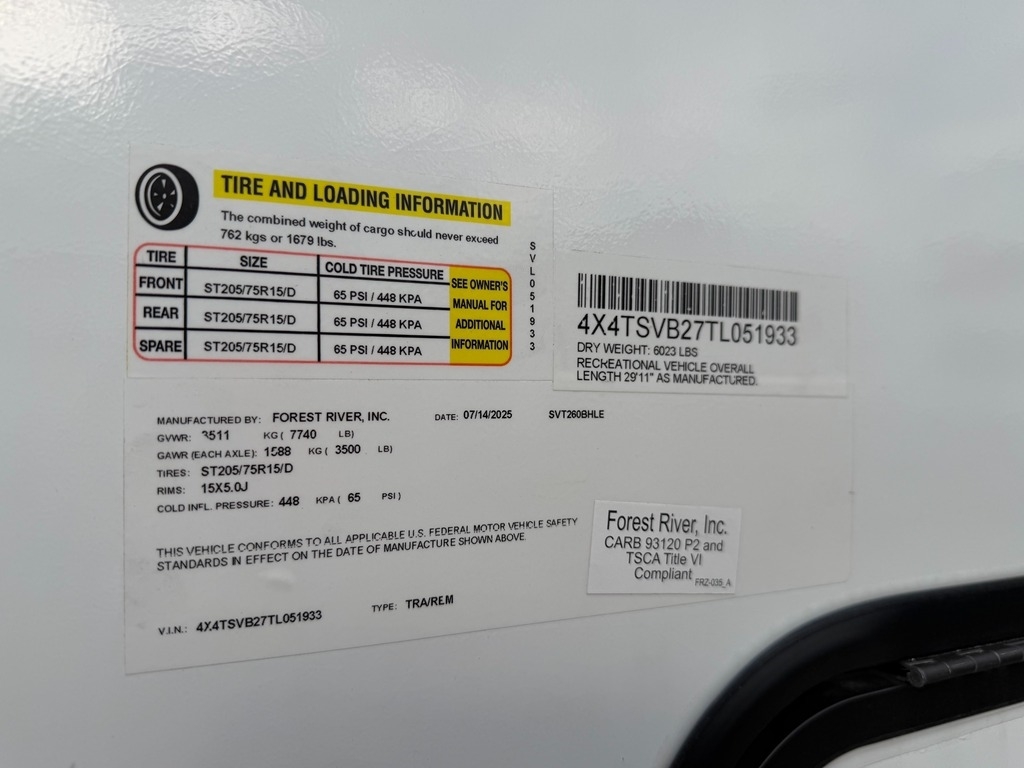 TIRE AND LOADING INFORMATION
The combined weight of cargo should never exceed
762 kgs or 1679 lbs.
TIRE SIZE COLD TIRE PRESSURE SEE OWNER'S MANUAL FOR ADDITIONAL INFORMATION
FRONT ST205/75R15/D 65 PSI / 448 KPA
REAR ST205/75R15/D 65 PSI / 448 KPA
SPARE ST205/75R15/D 65 PSI / 448 KPA
SVL051933
4X4TSVB27TL051933
DRY WEIGHT: 6023 LBS
RECREATIONAL VEHICLE OVERALL
LENGTH 29'11" AS MANUFACTURED.
MANUFACTURED BY: FOREST RIVER, INC. DATE: 07/14/2025 SVT260BHLE
GVWR: 3511 KG ( 7740 LB)
GAWR (EACH AXLE): 1588 KG ( 3500 LB)
TIRES: ST205/75R15/D
RIMS: 15X5.0J
COLD INFL. PRESSURE: 448 KPA ( 65 PSI )
THIS VEHICLE CONFORMS TO ALL APPLICABLE U.S. FEDERAL MOTOR VEHICLE SAFETY
STANDARDS IN EFFECT ON THE DATE OF MANUFACTURE SHOWN ABOVE.
V.I.N.: 4X4TSVB27TL051933 TYPE: TRA/REM
Forest River, Inc.
CARB 93120 P2 and
TSCA Title VI
Compliant FRZ-035_A